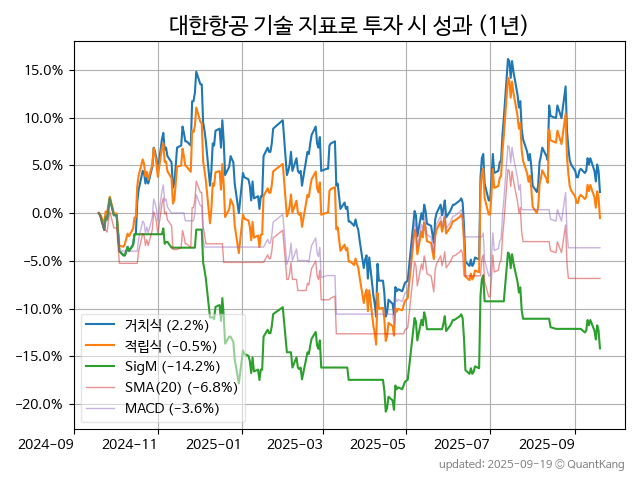 대한항공 기술 지표로 투자 시 성과 (1년)
15.0%
10.0%
5.0%
0.0%
−5.0%
−10.0%
−15.0%
−20.0%
거치식 (2.2%)
적립식 (−0.5%)
SigM (−14.2%)
SMA(20) (−6.8%)
MACD (−3.6%)
2024-09
2024-11
2025-01
2025-03
2025-05
2025-07
2025-09
updated: 2025-09-19 ⓒ QuantKang